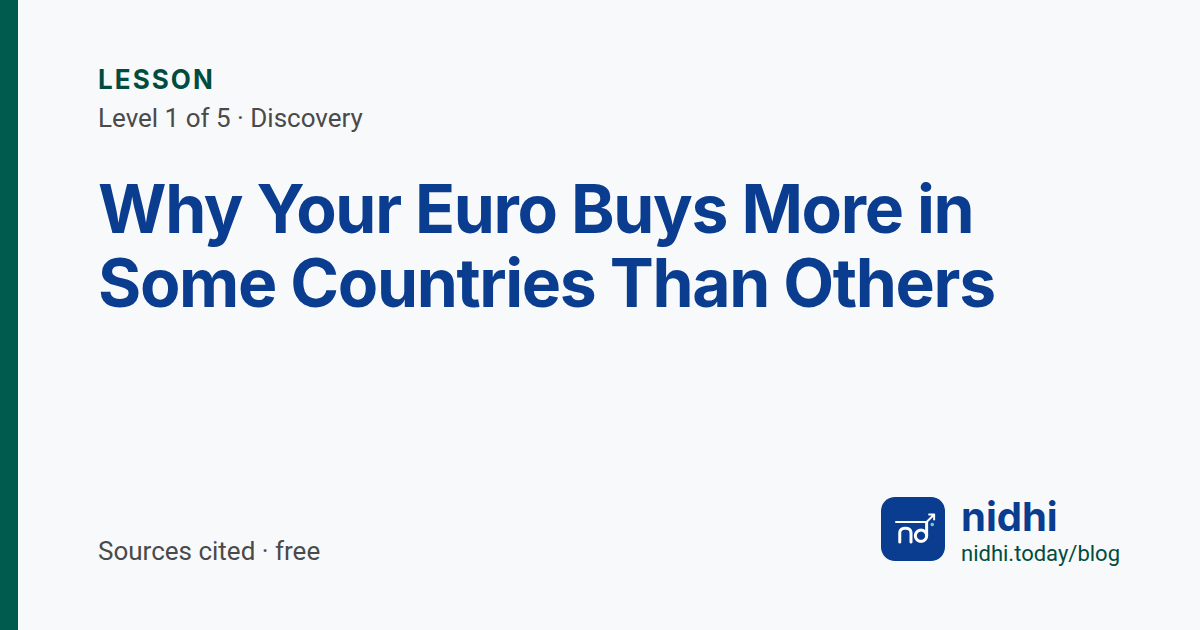 LESSON
Level 1 of 5 · Discovery
Why Your Euro Buys More in
Some Countries Than Others
Sources cited · free
nd
nidhi
nidhi.today/blog